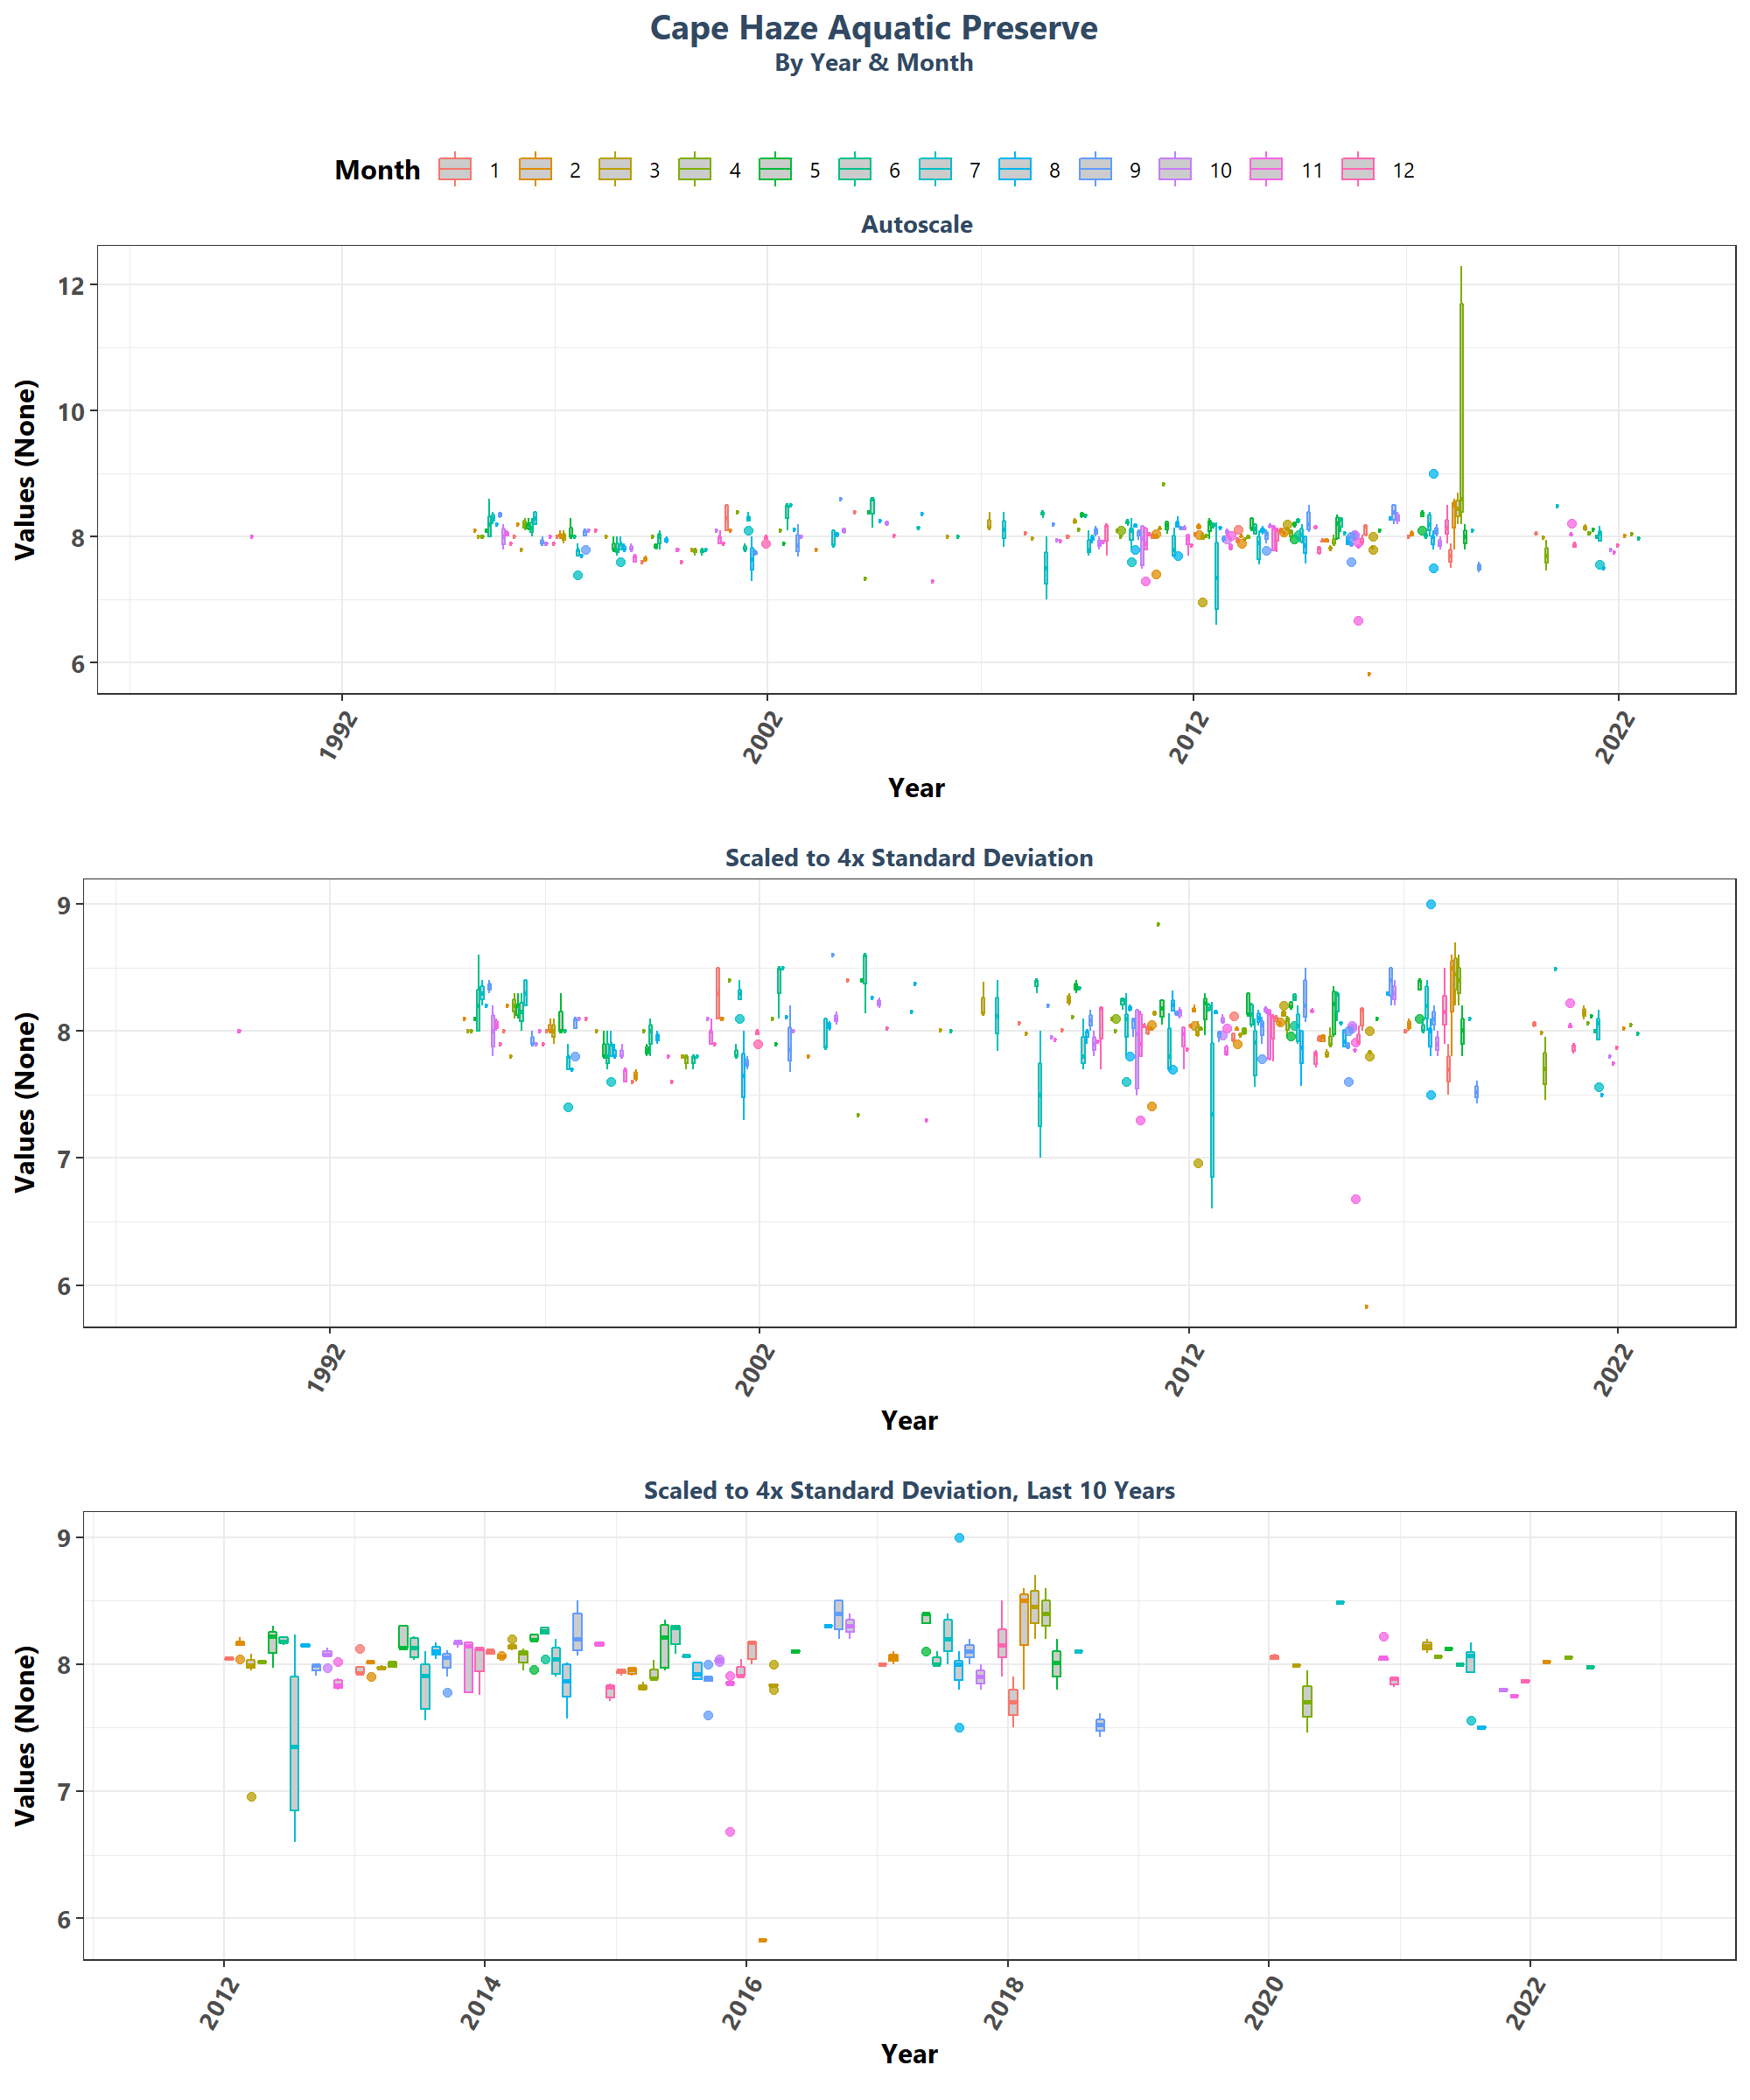 Cape Haze Aquatic Preserve
By Year & Month
Month 1 2 3 4 5 6 7 8 9 10 11 12
Autoscale
Values (None)
12
10
8
6
1992 2002 2012 2022
Year
Scaled to 4x Standard Deviation
Values (None)
9
8
7
6
1992 2002 2012 2022
Year
Scaled to 4x Standard Deviation, Last 10 Years
Values (None)
9
8
7
6
2012 2014 2016 2018 2020 2022
Year